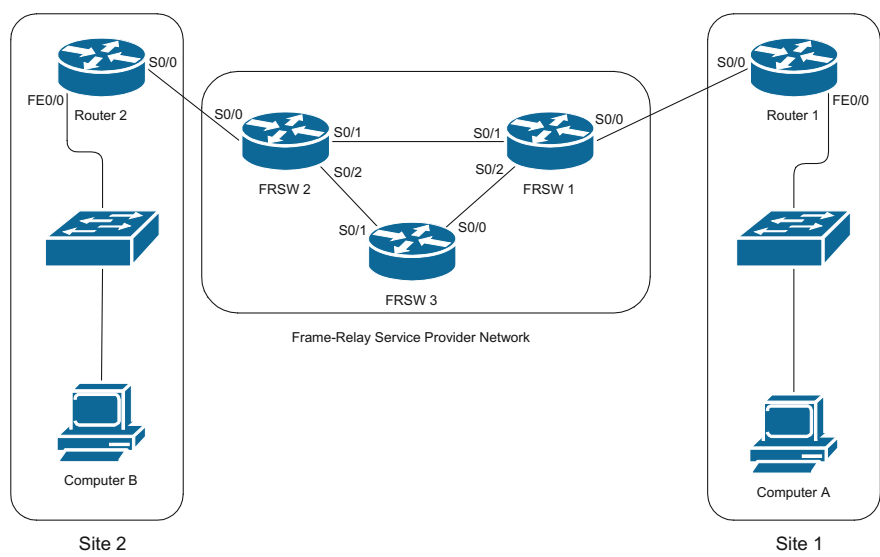 S0/0
S0/0
FE0/0
Router 2
Router 1
FE0/0
S0/0
S0/0
S0/1
S0/1
S0/2
S0/2
FRSW 2
FRSW 1
S0/1
S0/0
FRSW 3
Frame-Relay Service Provider Network
Computer B
Computer A
Site 2
Site 1